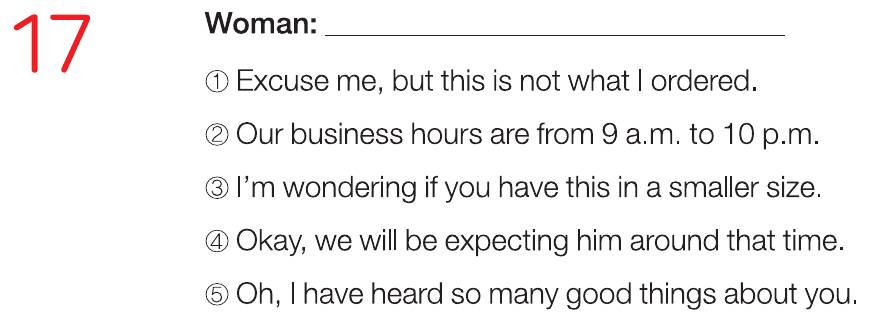 17
Woman: ______________________________
① Excuse me, but this is not what I ordered.
② Our business hours are from 9 a.m. to 10 p.m.
③ I'm wondering if you have this in a smaller size.
④ Okay, we will be expecting him around that time.
⑤ Oh, I have heard so many good things about you.